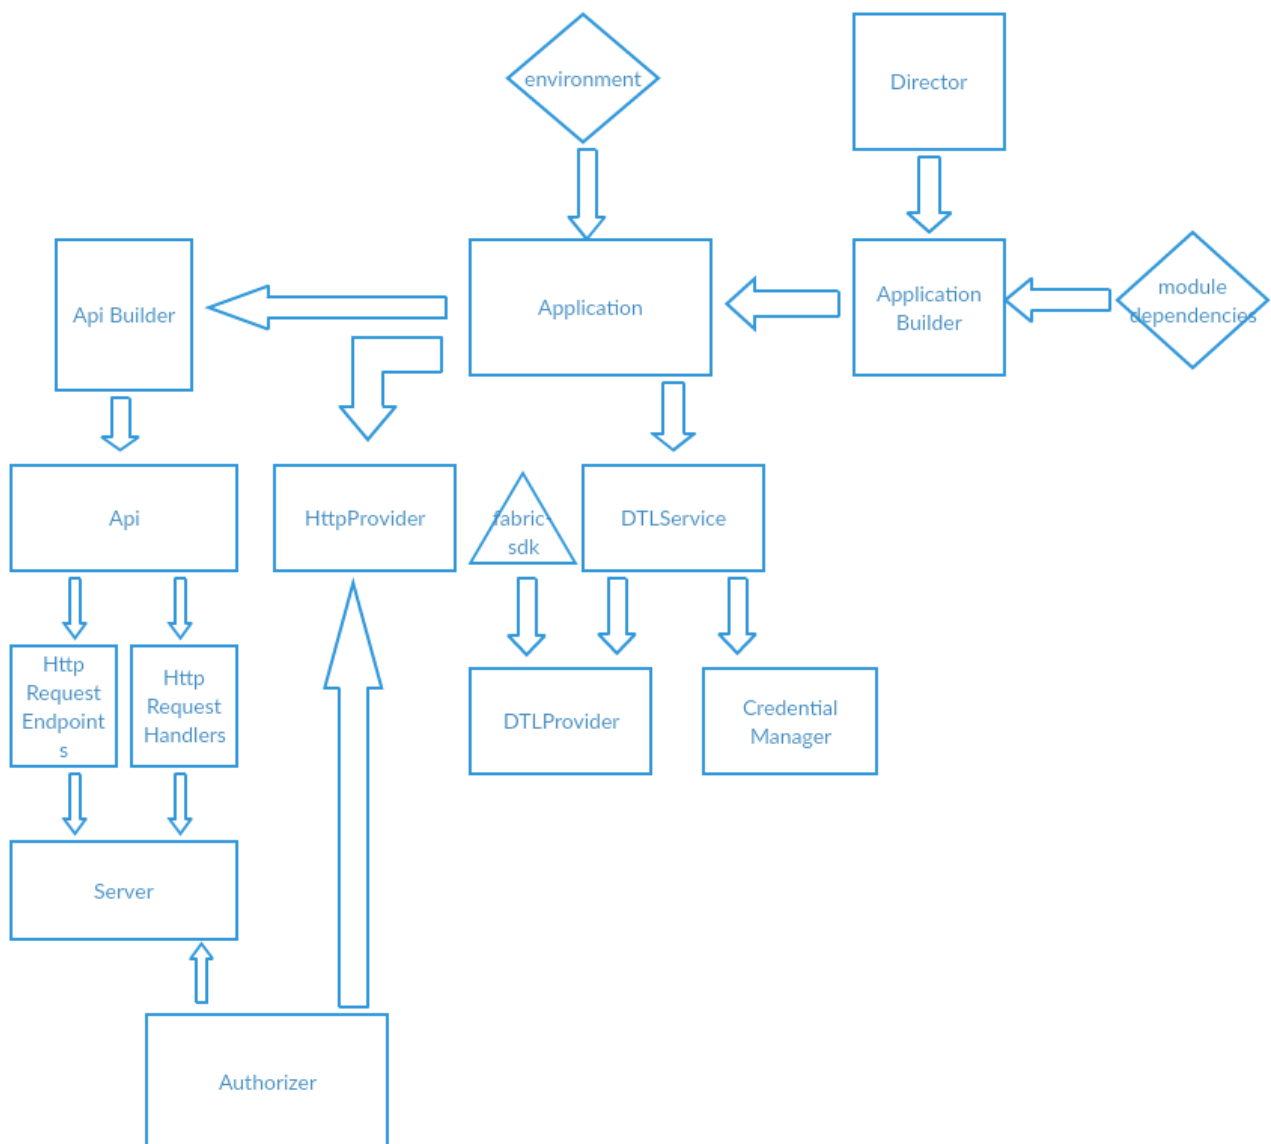 environment
Director
Api Builder
Application
Application
Builder
module
dependencies
Api
HttpProvider
fabric-
sdk
DTLService
Http
Request
Endpoint
s
Http
Request
Handlers
DTLProvider
Credential
Manager
Server
Authorizer